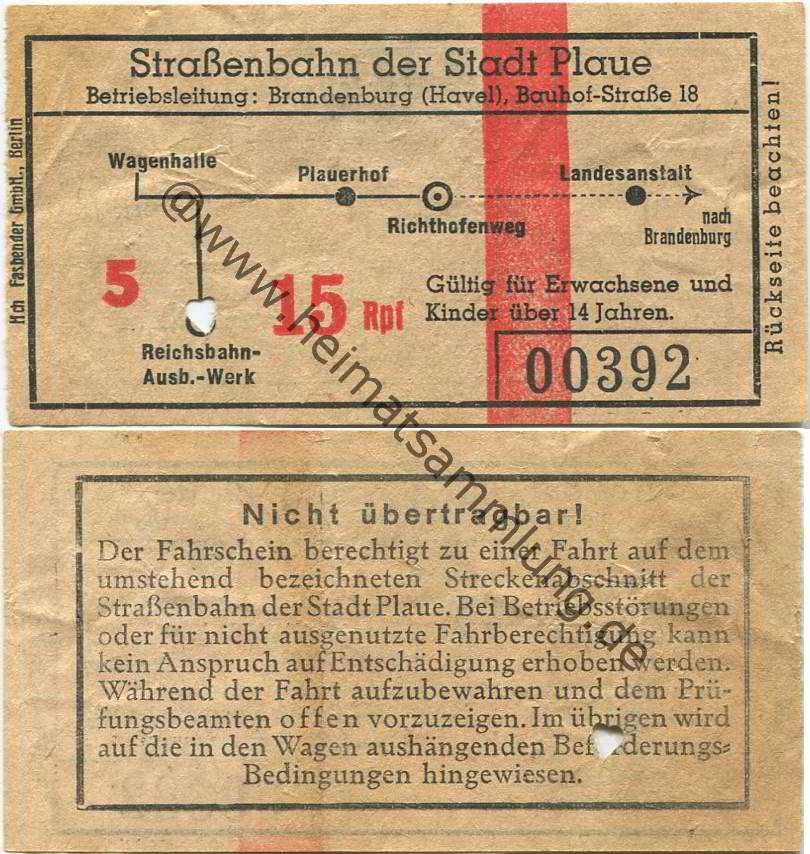 Straßenbahn der Stadt Plaue
Betriebsleitung: Brandenburg (Havel), Bauhof-Straße 18
Hch Fasbender GmbH., Berlin
Wagenhalle
Plauerhof
Landesanstalt
Richthofenweg
nach
Brandenburg
5
15 Rpf
Gültig für Erwachsene und
Kinder über 14 Jahren.
Reichsbahn-
Ausb.-Werk
00392
Rückseite beachten!
@www.heimatsammlung.de
Nicht übertragbar!
Der Fahrschein berechtigt zu einer Fahrt auf dem
umstehend bezeichneten Streckenabschnitt der
Straßenbahn der Stadt Plaue. Bei Betriebsstörungen
oder für nicht ausgenutzte Fahrberechtigung kann
kein Anspruch auf Entschädigung erhoben werden.
Während der Fahrt aufzubewahren und dem Prü-
fungsbeamten offen vorzuzeigen. Im übrigen wird
auf die in den Wagen aushängenden Beförderungs-
Bedingungen hingewiesen.